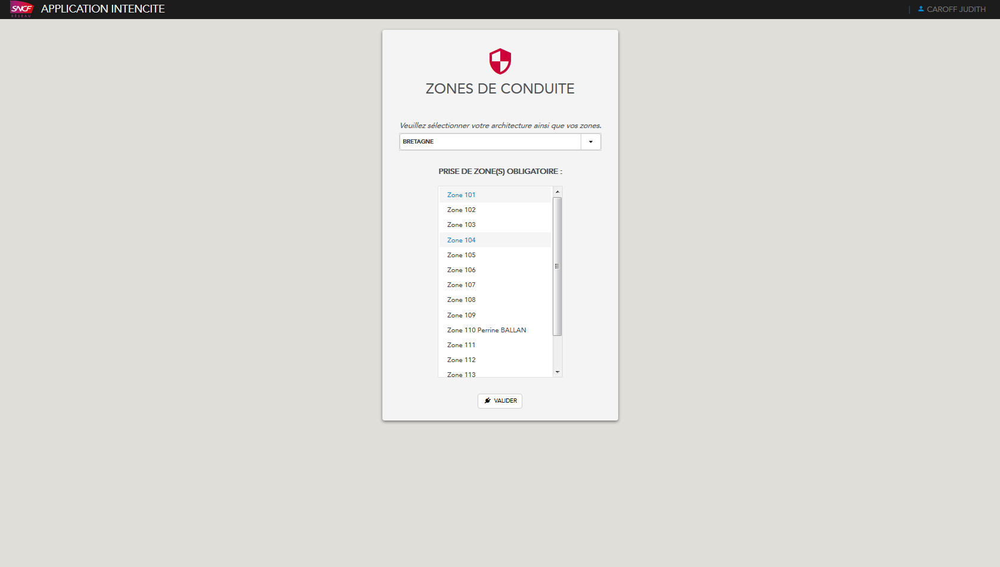 SNCF
RÉSEAU
APPLICATION INTENCITE
CAROFF JUDITH
ZONES DE CONDUITE
Veuillez sélectionner votre architecture ainsi que vos zones.
BRETAGNE
PRISE DE ZONE(S) OBLIGATOIRE :
Zone 101
Zone 102
Zone 103
Zone 104
Zone 105
Zone 106
Zone 107
Zone 108
Zone 109
Zone 110 Perrine BALLAN
Zone 111
Zone 112
Zone 113
VALIDER